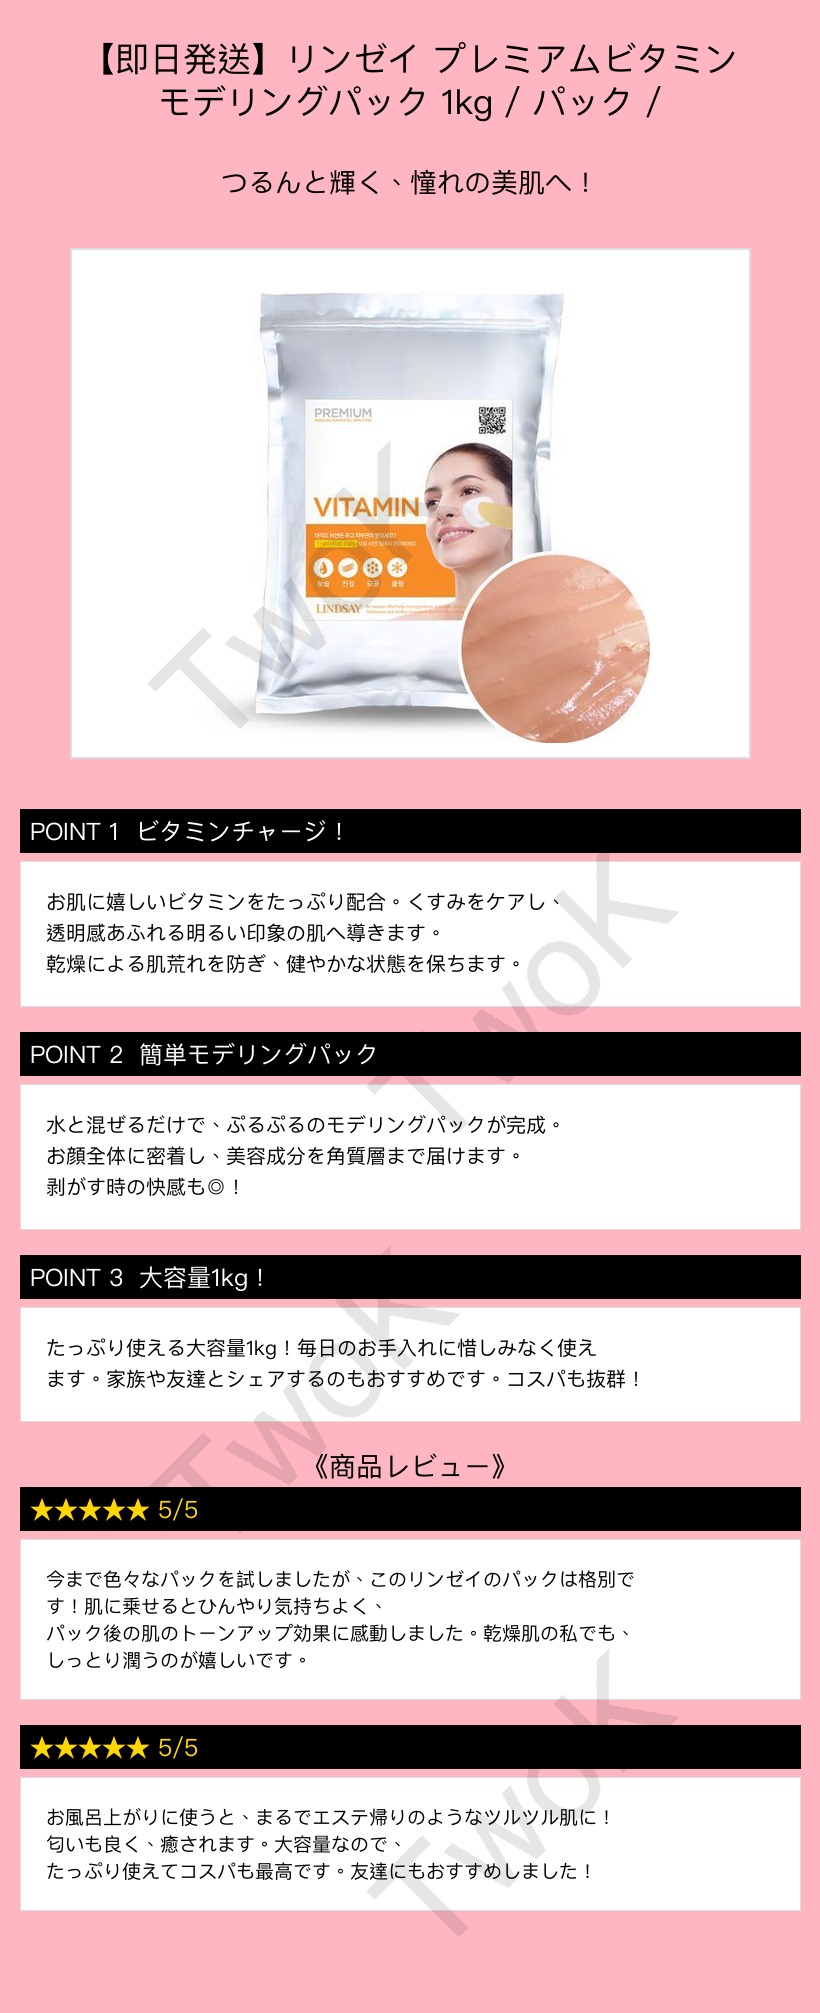 【即日発送】リンゼイ プレミアムビタミン
モデリングパック 1kg / パック /
つるんと輝く、憧れの美肌へ！
PREMIUM
VITAMIN
보습 진정 모공 쿨링
LINDSAY
TwoK
POINT 1 ビタミンチャージ！
お肌に嬉しいビタミンをたっぷり配合。くすみをケアし、
透明感あふれる明るい印象の肌へ導きます。
乾燥による肌荒れを防ぎ、健やかな状態を保ちます。
TwoK
POINT 2 簡単モデリングパック
水と混ぜるだけで、ぷるぷるのモデリングパックが完成。
お顔全体に密着し、美容成分を角質層まで届けます。
剥がす時の快感も◎！
POINT 3 大容量1kg！
たっぷり使える大容量1kg！毎日のお手入れに惜しみなく使え
ます。家族や友達とシェアするのもおすすめです。コスパも抜群！
TwoK
《商品レビュー》
★★★★★ 5/5
今まで色々なパックを試しましたが、このリンゼイのパックは格別で
す！肌に乗せるとひんやり気持ちよく、
パック後の肌のトーンアップ効果に感動しました。乾燥肌の私でも、
しっとり潤うのが嬉しいです。
★★★★★ 5/5
お風呂上がりに使うと、まるでエステ帰りのようなツルツル肌に！
匂いも良く、癒されます。大容量なので、
たっぷり使えてコスパも最高です。友達にもおすすめしました！
TwoK